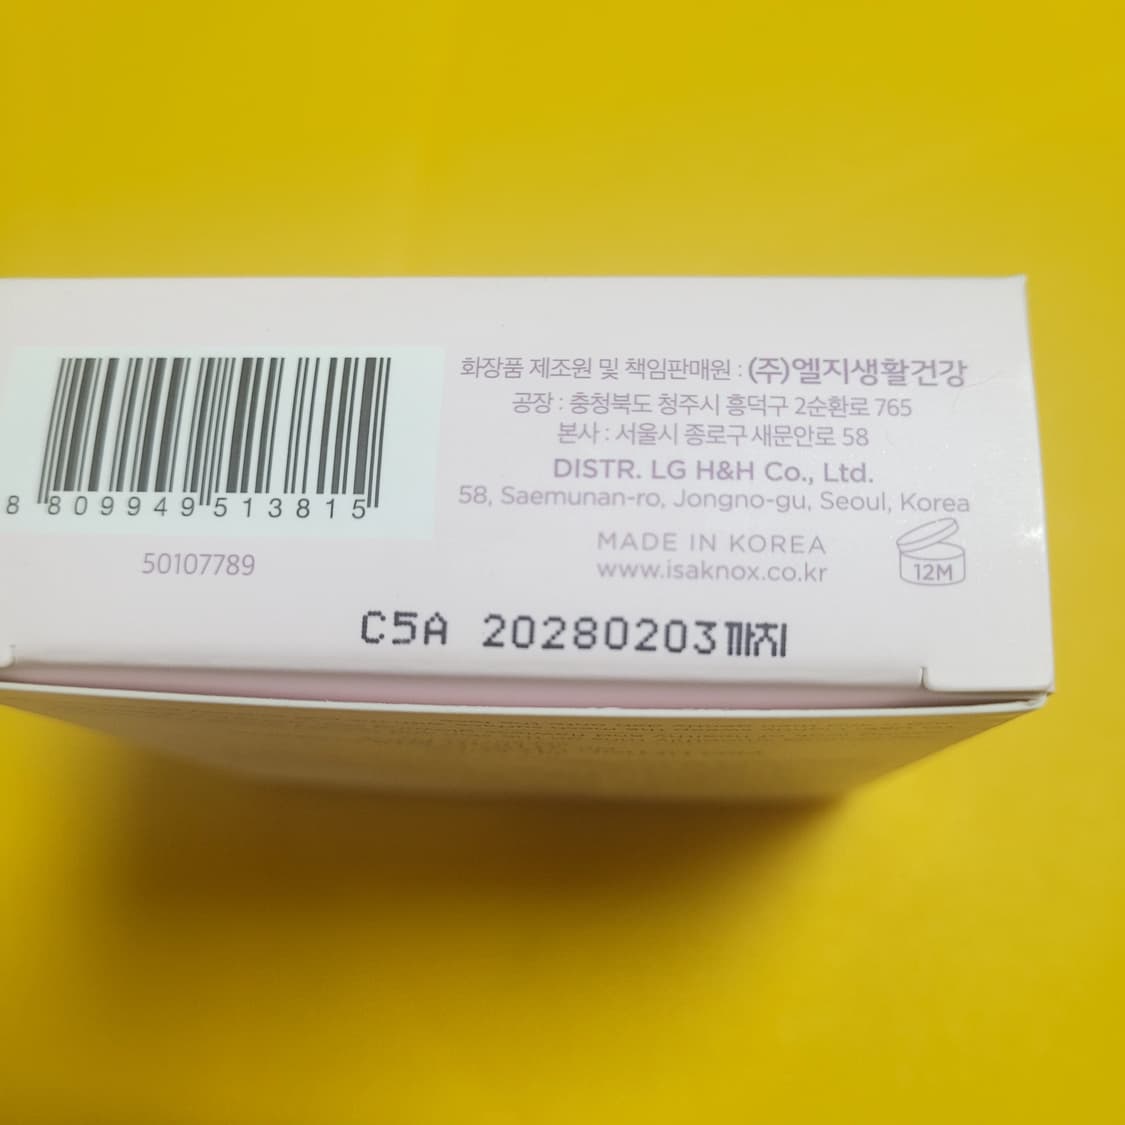 8 809949 513815
50107789
화장품 제조원 및 책임판매원 : (주)엘지생활건강
공장 : 충청북도 청주시 흥덕구 2순환로 765
본사 : 서울시 종로구 새문안로 58
DISTR. LG H&H Co., Ltd.
58, Saemunan-ro, Jongno-gu, Seoul, Korea
MADE IN KOREA
www.isaknox.co.kr
12M
C5A 20280203까지